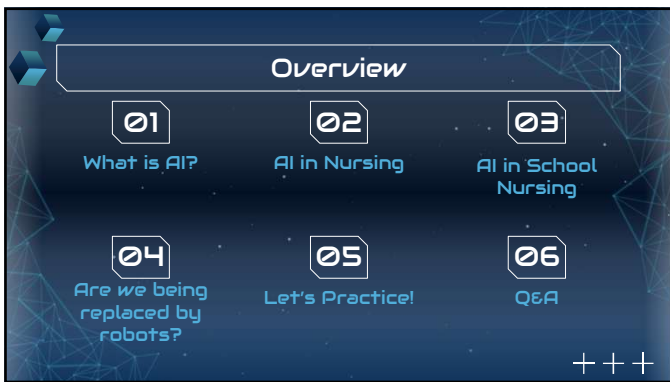 Overview
01
What is AI?
02
AI in Nursing
03
AI in School
Nursing
04
Are we being
replaced by
robots?
05
Let's Practice!
06
Q&A
+++